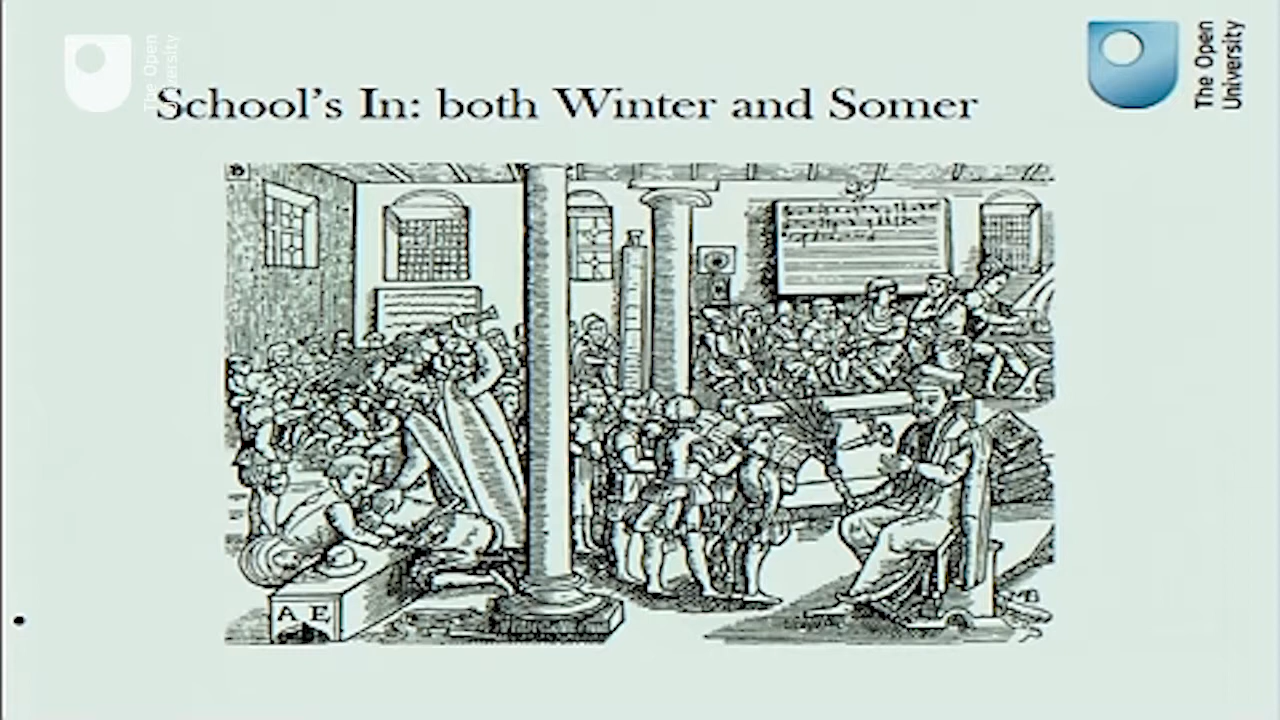 The Open
University
The Open
University
School's In: both Winter and Somer
B
A E